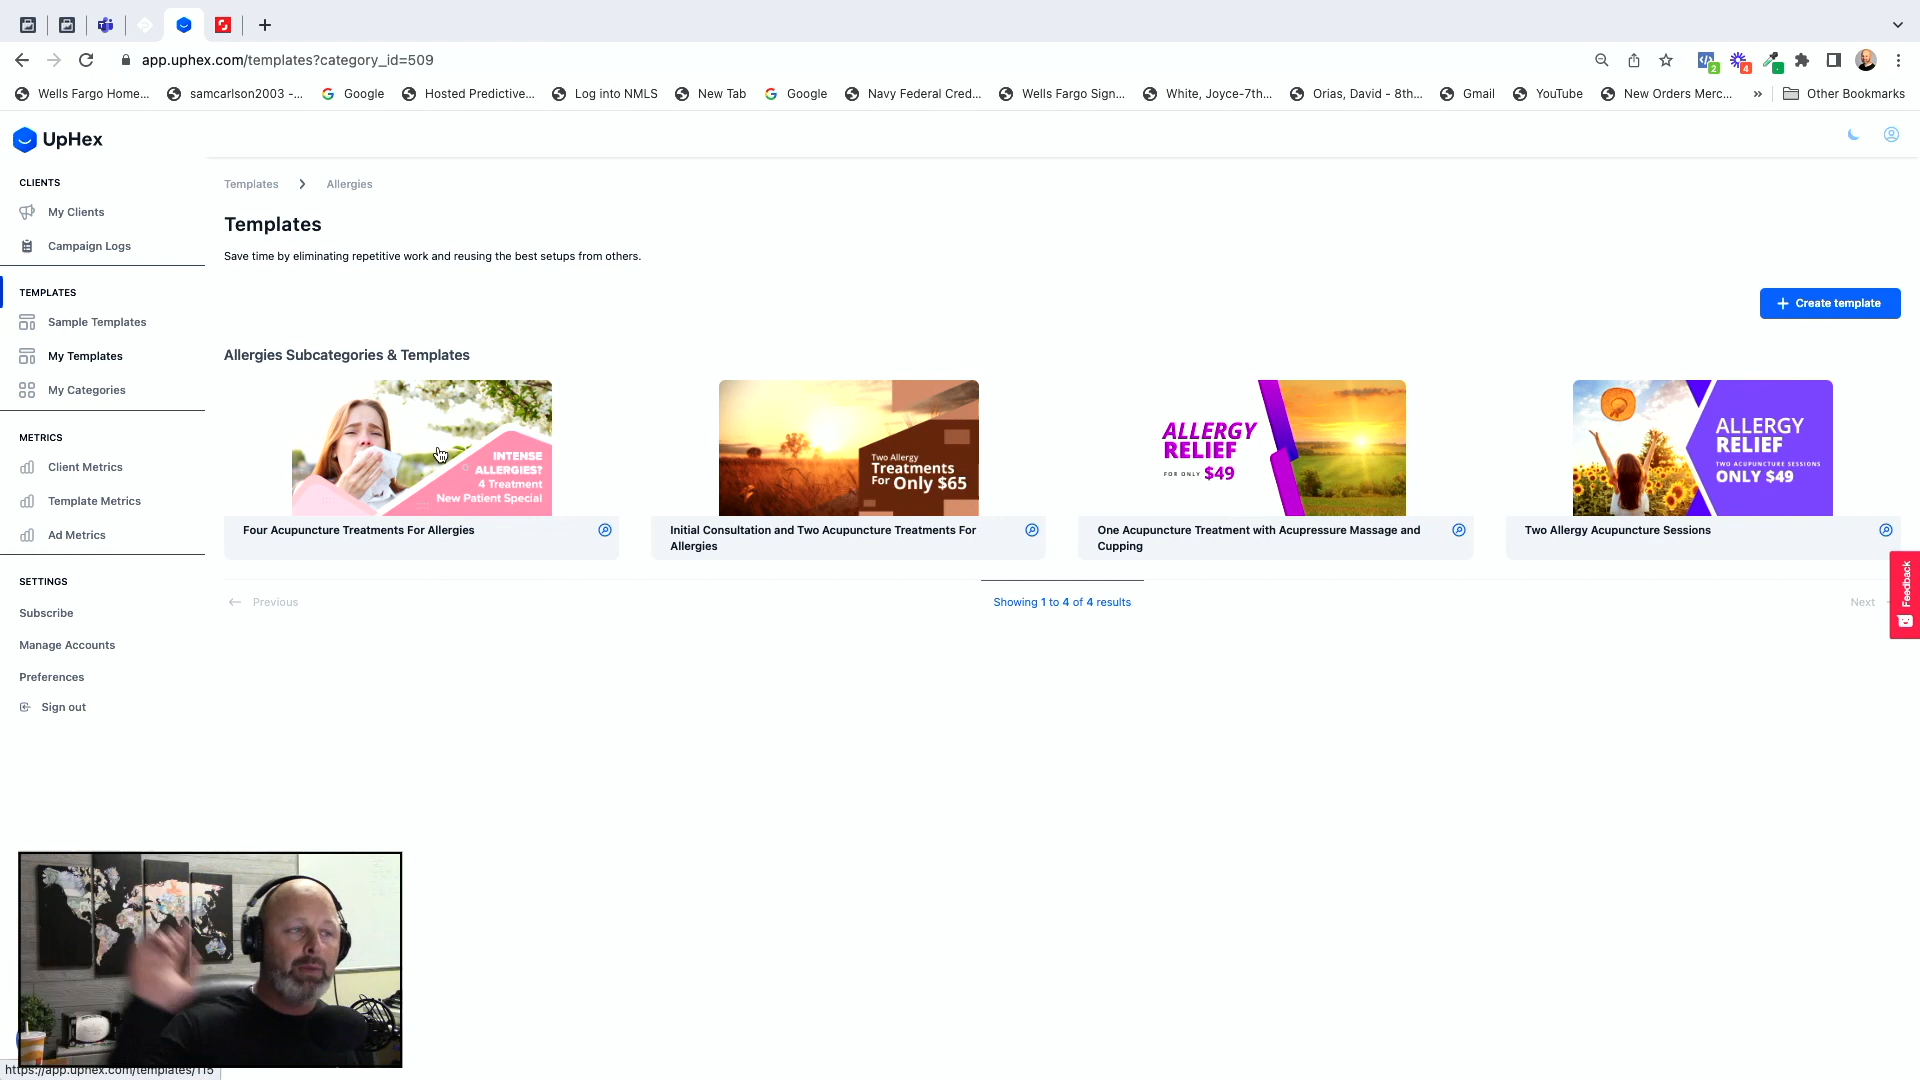 app.uphex.com/templates?category_id=509
2
4
Wells Fargo Home...
samcarlson2003 -...
Google
Hosted Predictive...
Log into NMLS
New Tab
Google
Navy Federal Cred...
Wells Fargo Sign...
White, Joyce-7th...
Orias, David - 8th...
Gmail
YouTube
New Orders Merc...
»
Other Bookmarks
UpHex
CLIENTS
My Clients
Campaign Logs
TEMPLATES
Sample Templates
My Templates
My Categories
METRICS
Client Metrics
Template Metrics
Ad Metrics
SETTINGS
Subscribe
Manage Accounts
Preferences
Sign out
Templates
Allergies
Templates
Save time by eliminating repetitive work and reusing the best setups from others.
+ Create template
Allergies Subcategories & Templates
INTENSE
ALLERGIES?
4 Treatment
New Patient Special
Four Acupuncture Treatments For Allergies
Two Allergy
Treatments
For Only $65
Initial Consultation and Two Acupuncture Treatments For
Allergies
ALLERGY
RELIEF
FOR ONLY $49
One Acupuncture Treatment with Acupressure Massage and
Cupping
ALLERGY
RELIEF
TWO ACUPUNCTURE SESSIONS
ONLY $49
Two Allergy Acupuncture Sessions
Previous
Showing 1 to 4 of 4 results
Next
Feedback
https://app.uphex.com/templates/115